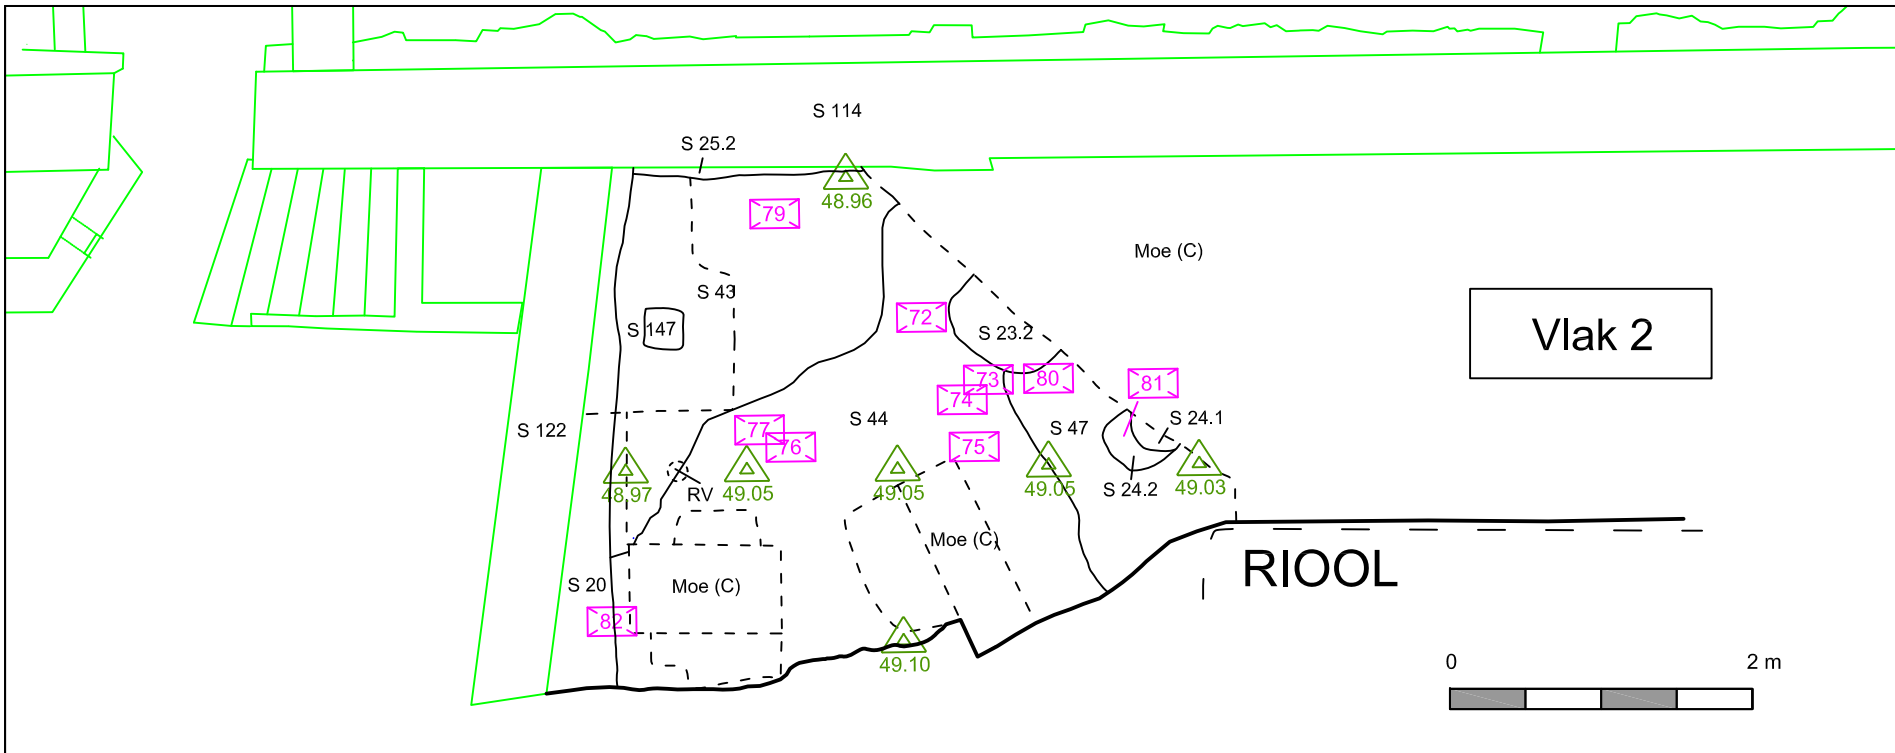 S 114
S 25.2
48.96
79
Moe (C)
S 43
72
S 147
S 23.2
Vlak 2
73
80
81
74
S 24.1
S 44
S 47
77
S 122
76
75
S 24.2
48.97
RV
49.05
49.05
49.05
49.03
Moe (C)
RIOOL
S 20
Moe (C)
82
49.10
0
2 m